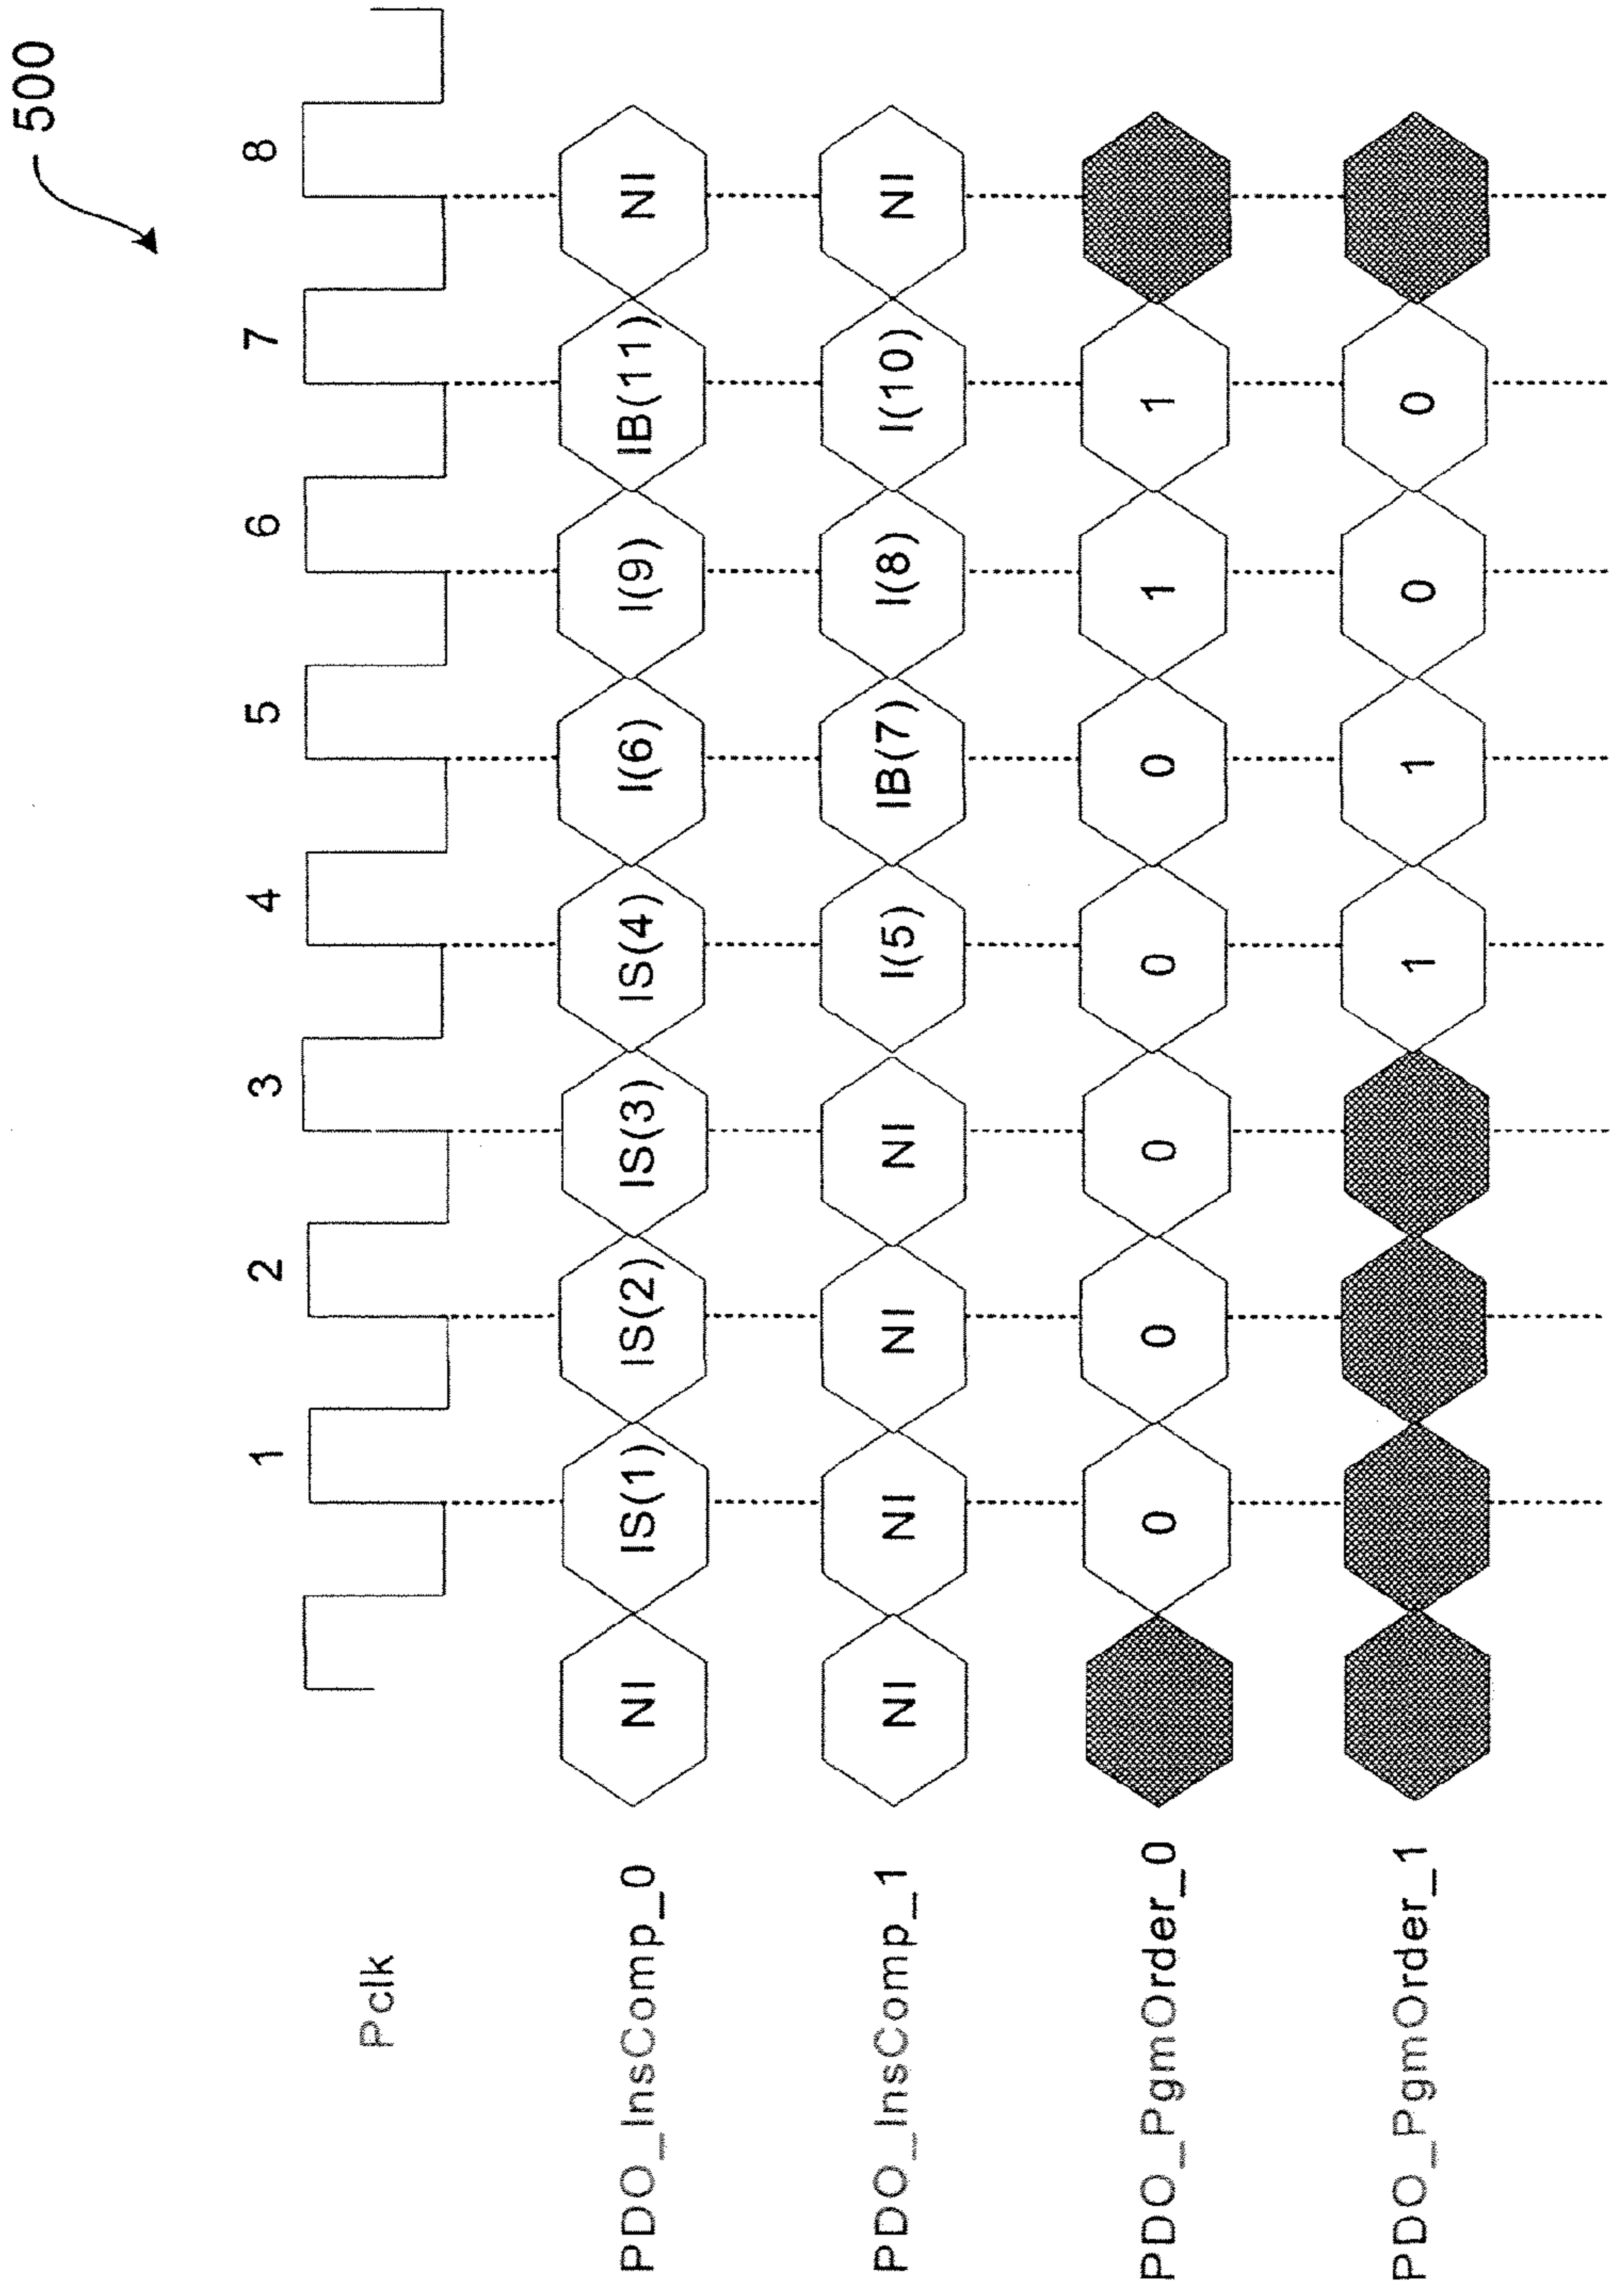 500
1 2 3 4 5 6 7 8
Pclk
PDO_InsComp_0 NI IS(1) IS(2) IS(3) IS(4) I(6) I(9) IB(11) NI
PDO_InsComp_1 NI NI NI NI I(5) IB(7) I(8) I(10) NI
PDO_PgmOrder_0 0 0 0 0 0 1 1
PDO_PgmOrder_1 1 1 0 0